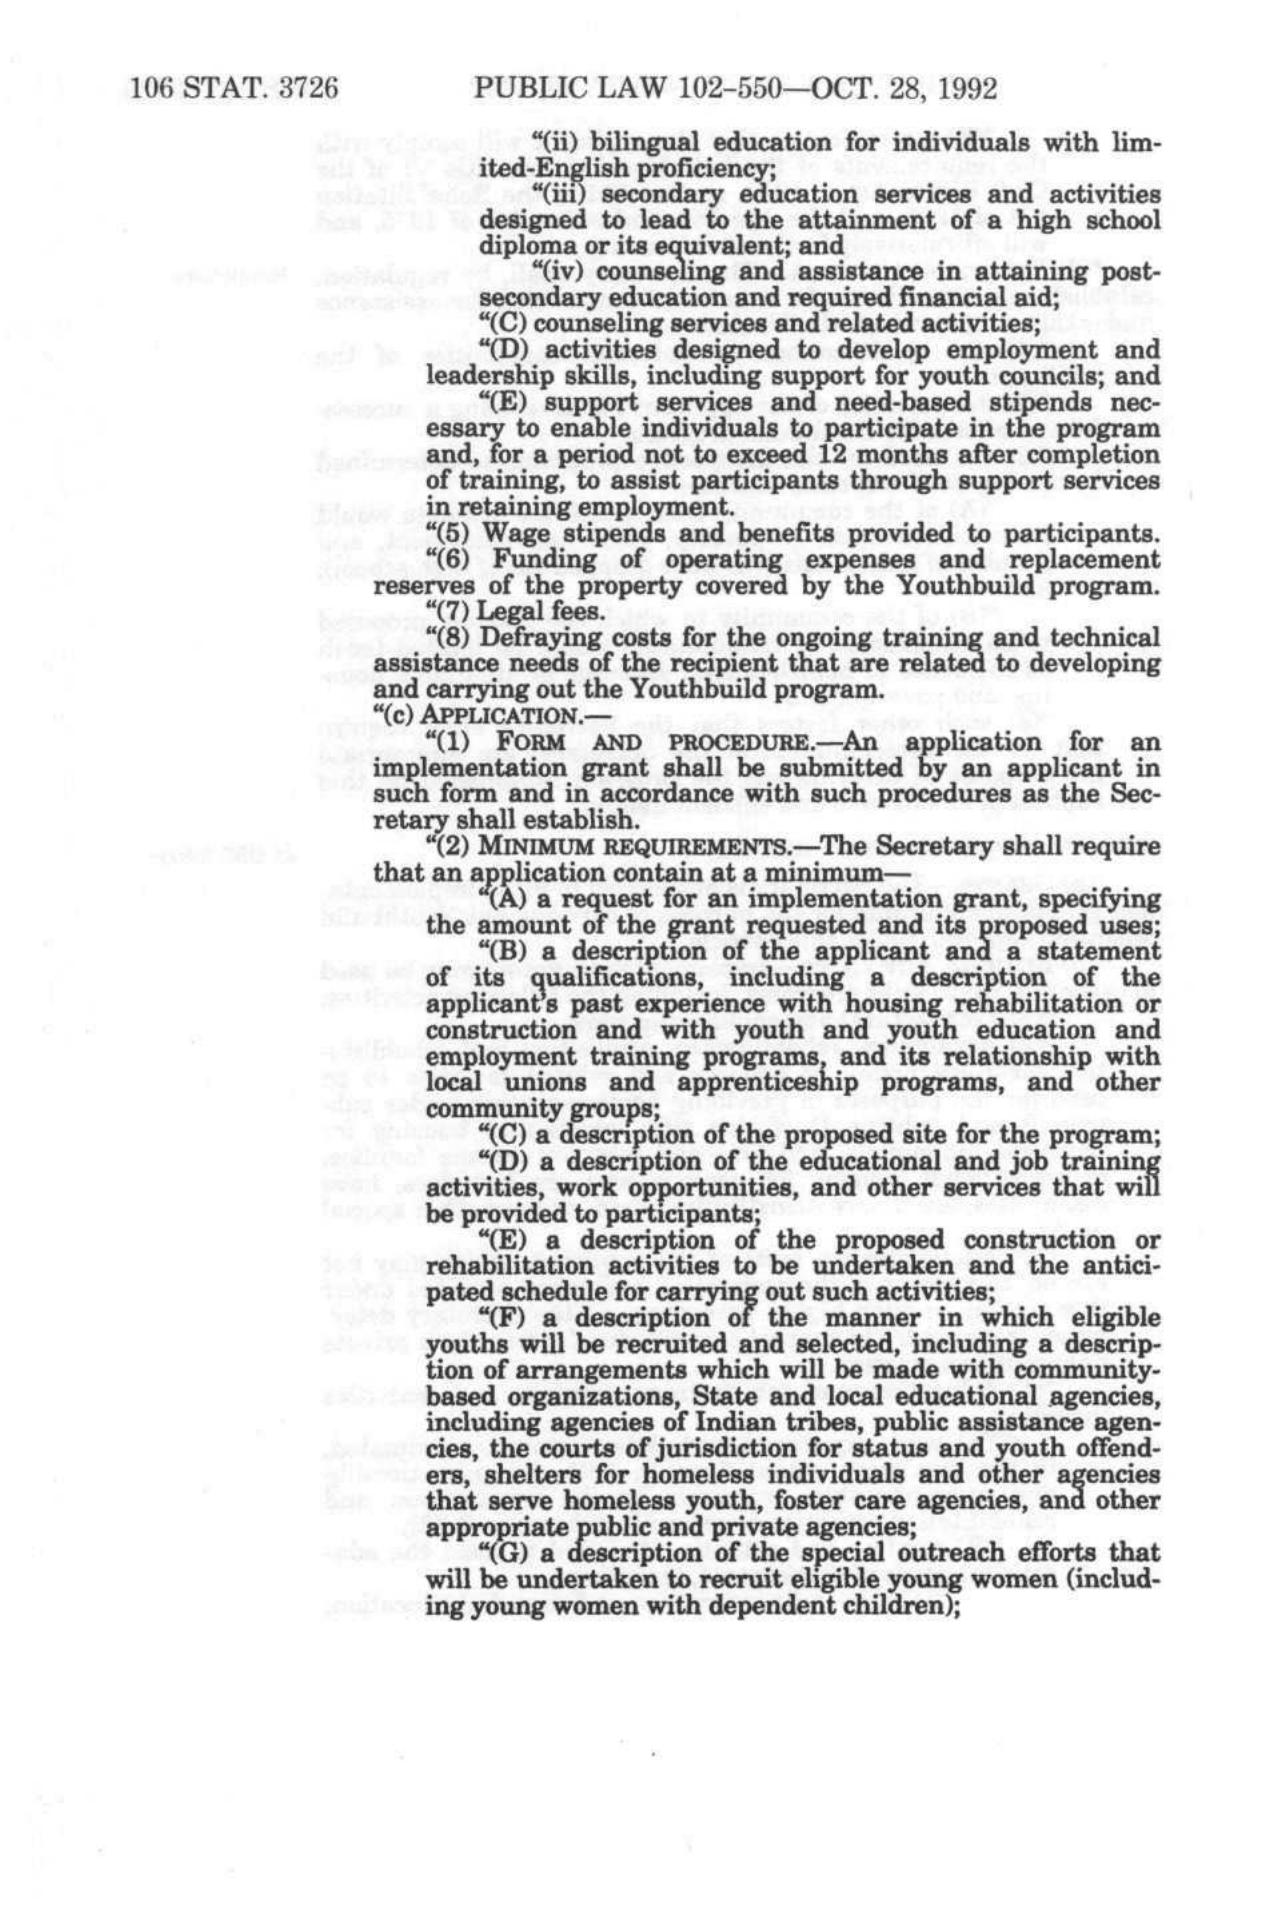 106 STAT. 3726 PUBLIC LAW 102-550—OCT. 28, 1992
“(ii) bilingual education for individuals with lim-
ited-English proficiency;
“(iii) secondary education services and activities
designed to lead to the attainment of a high school
diploma or its equivalent; and
“(iv) counseling and assistance in attaining post-
secondary education and required financial aid;
“(C) counseling services and related activities;
“(D) activities designed to develop employment and
leadership skills, including support for youth councils; and
“(E) support services and need-based stipends nec-
essary to enable individuals to participate in the program
and, for a period not to exceed 12 months after completion
of training, to assist participants through support services
in retaining employment.
“(5) Wage stipends and benefits provided to participants.
“(6) Funding of operating expenses and replacement
reserves of the property covered by the Youthbuild program.
“(7) Legal fees.
“(8) Defraying costs for the ongoing training and technical
assistance needs of the recipient that are related to developing
and carrying out the Youthbuild program.
“(c) APPLICATION.—
“(1) FORM AND PROCEDURE.—An application for an
implementation grant shall be submitted by an applicant in
such form and in accordance with such procedures as the Sec-
retary shall establish.
“(2) MINIMUM REQUIREMENTS.—The Secretary shall require
that an application contain at a minimum—
“(A) a request for an implementation grant, specifying
the amount of the grant requested and its proposed uses;
“(B) a description of the applicant and a statement
of its qualifications, including a description of the
applicant's past experience with housing rehabilitation or
construction and with youth and youth education and
employment training programs, and its relationship with
local unions and apprenticeship programs, and other
community groups;
“(C) a description of the proposed site for the program;
“(D) a description of the educational and job training
activities, work opportunities, and other services that will
be provided to participants;
“(E) a description of the proposed construction or
rehabilitation activities to be undertaken and the antici-
pated schedule for carrying out such activities;
“(F) a description of the manner in which eligible
youths will be recruited and selected, including a descrip-
tion of arrangements which will be made with community-
based organizations, State and local educational agencies,
including agencies of Indian tribes, public assistance agen-
cies, the courts of jurisdiction for status and youth offend-
ers, shelters for homeless individuals and other agencies
that serve homeless youth, foster care agencies, and other
appropriate public and private agencies;
“(G) a description of the special outreach efforts that
will be undertaken to recruit eligible young women (includ-
ing young women with dependent children);